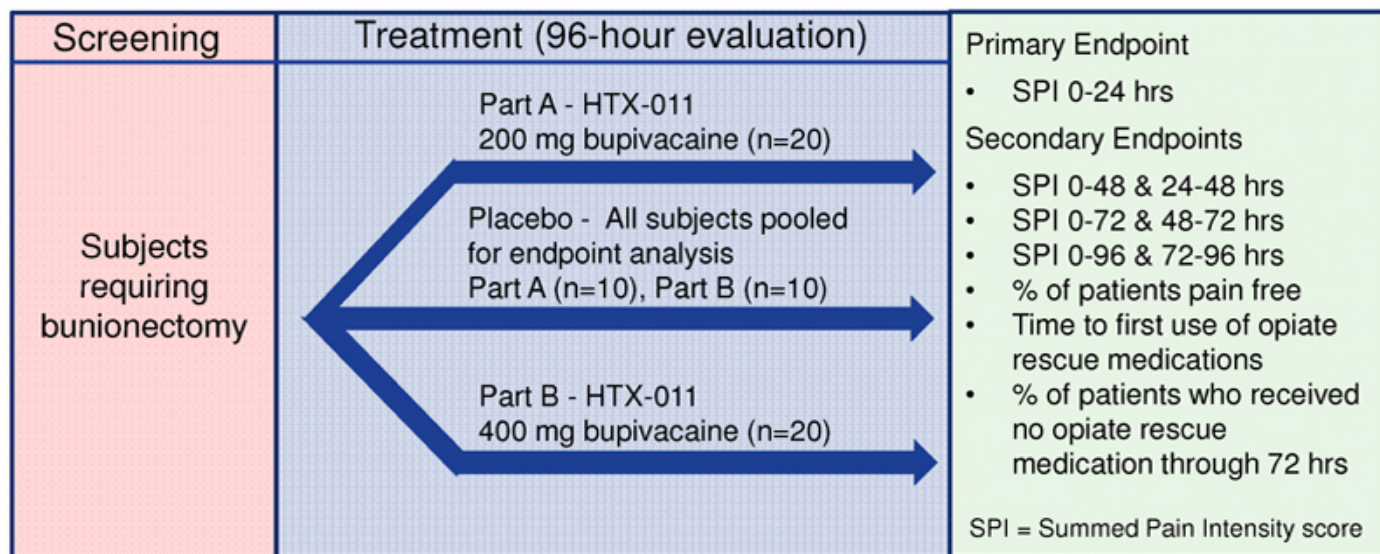 Screening
Subjects
requiring
bunionectomy
Treatment (96-hour evaluation)
Part A - HTX-011
200 mg bupivacaine (n=20)
Placebo - All subjects pooled
for endpoint analysis
Part A (n=10), Part B (n=10)
Part B - HTX-011
400 mg bupivacaine (n=20)
Primary Endpoint
• SPI 0-24 hrs
Secondary Endpoints
• SPI 0-48 & 24-48 hrs
• SPI 0-72 & 48-72 hrs
• SPI 0-96 & 72-96 hrs
• % of patients pain free
• Time to first use of opiate
rescue medications
• % of patients who received
no opiate rescue
medication through 72 hrs
SPI = Summed Pain Intensity score